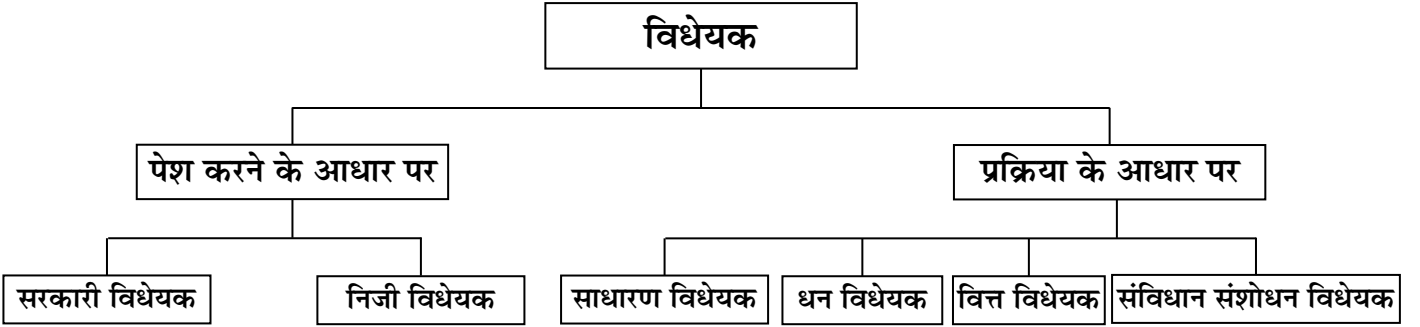 विधेयक
पेश करने के आधार पर
प्रक्रिया के आधार पर
सरकारी विधेयक
निजी विधेयक
साधारण विधेयक
धन विधेयक
वित्त विधेयक
संविधान संशोधन विधेयक